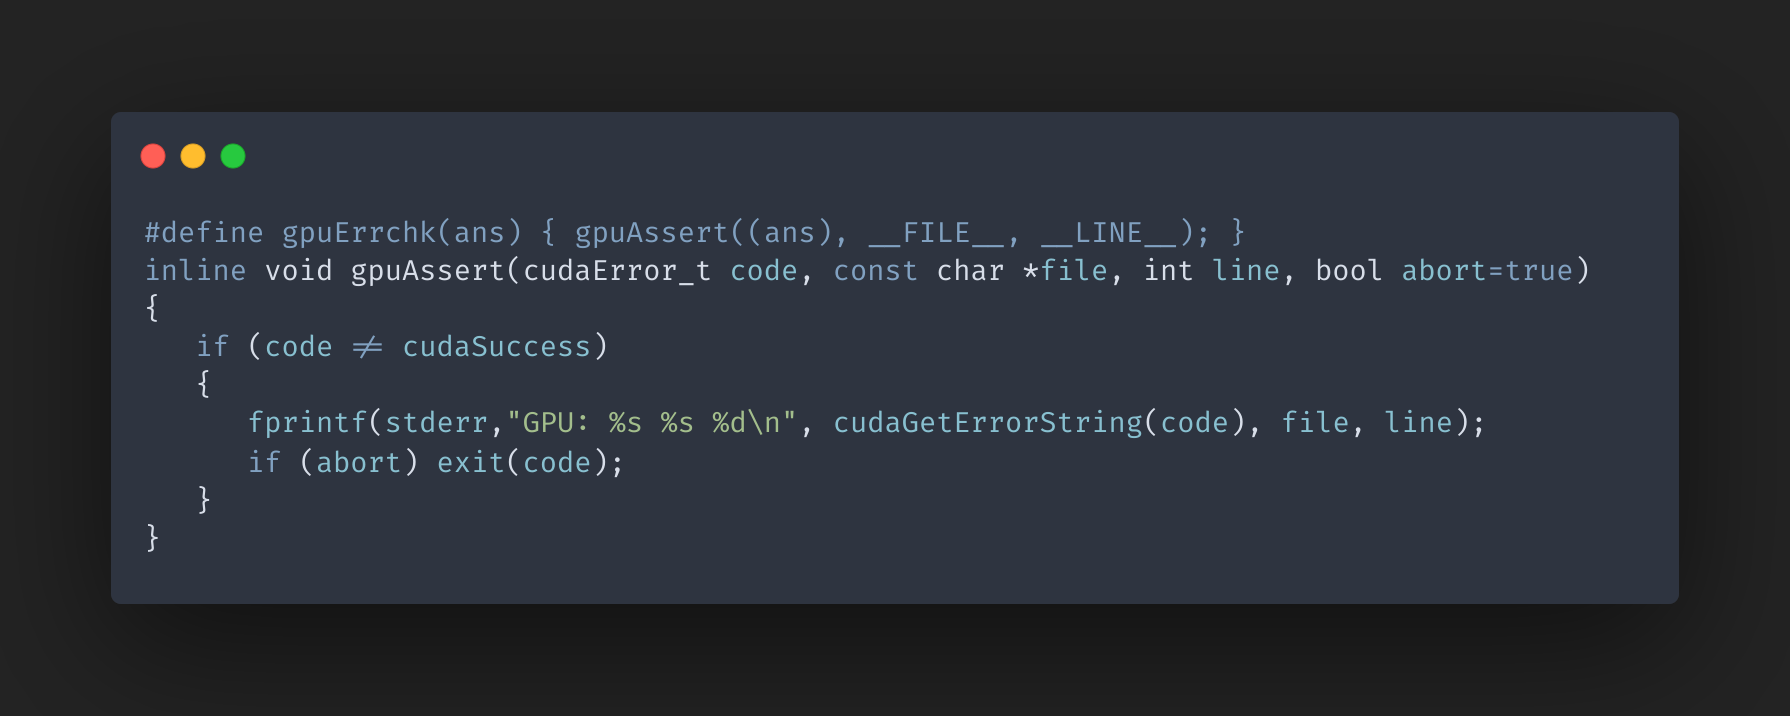 #define gpuErrchk(ans) { gpuAssert((ans), __FILE__, __LINE__); }
inline void gpuAssert(cudaError_t code, const char *file, int line, bool abort=true)
{
   if (code != cudaSuccess)
   {
      fprintf(stderr,"GPU: %s %s %d\n", cudaGetErrorString(code), file, line);
      if (abort) exit(code);
   }
}